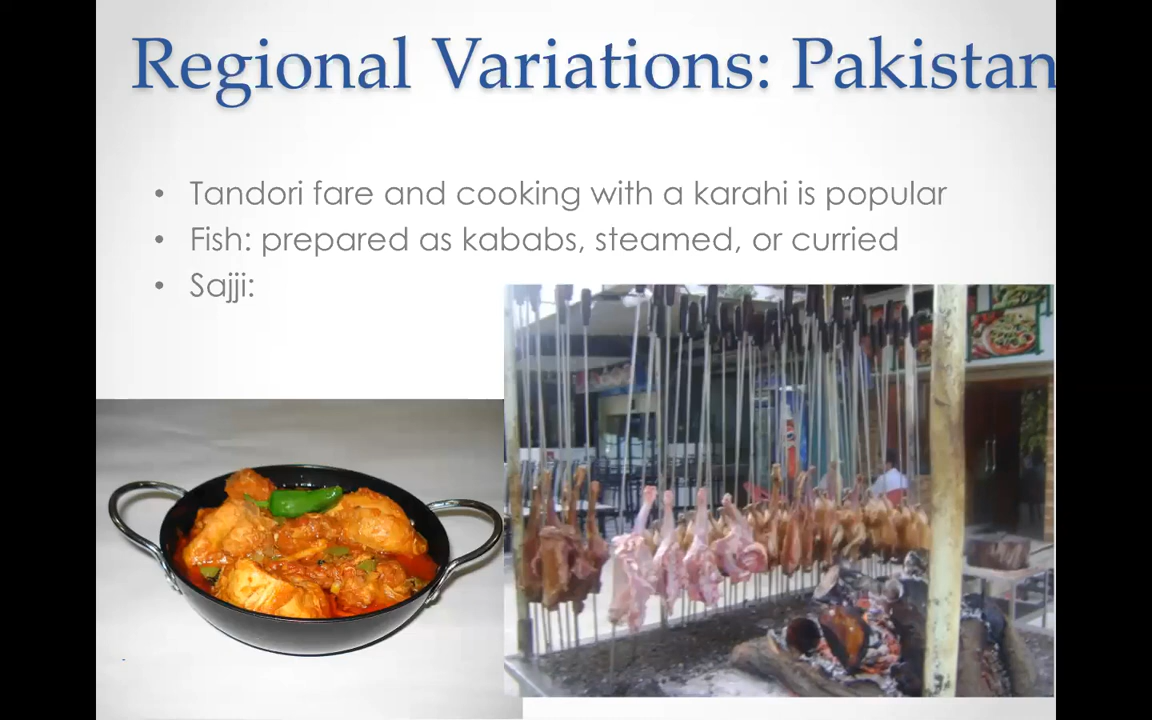 Regional Variations: Pakistan
• Tandori fare and cooking with a karahi is popular
• Fish: prepared as kababs, steamed, or curried
• Sajji: